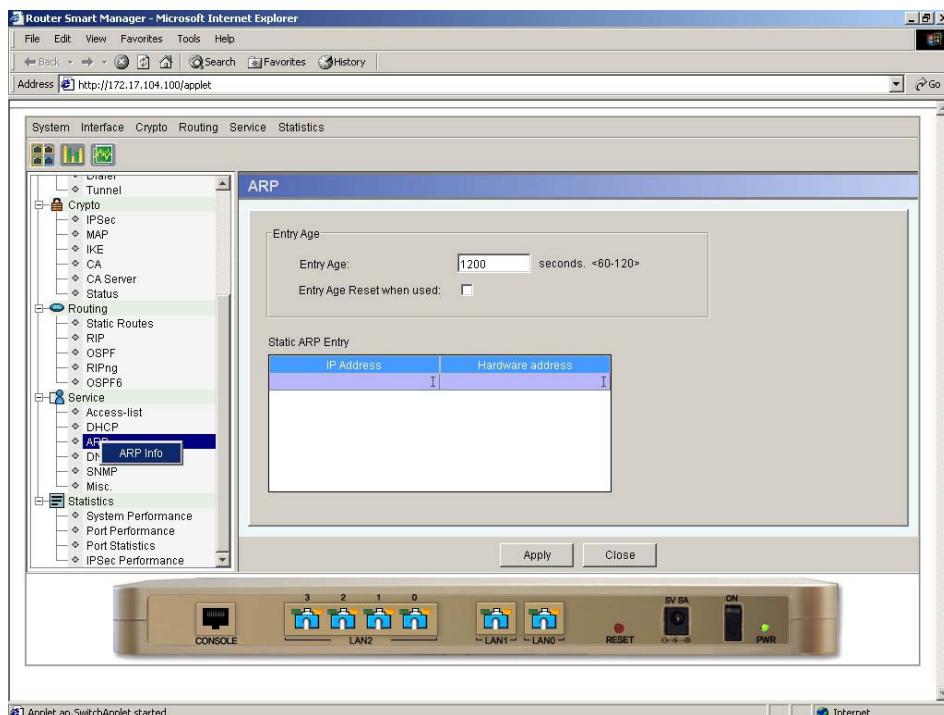 Router Smart Manager - Microsoft Internet Explorer
File Edit View Favorites Tools Help
Back Search Favorites History
Address http://172.17.104.100/applet Go
System Interface Crypto Routing Service Statistics
Tunnel
Crypto
IPSec
MAP
IKE
CA
CA Server
Status
Routing
Static Routes
RIP
OSPF
RIPng
OSPF6
Service
Access-list
DHCP
ARP
ARP Info
SNMP
Misc.
Statistics
System Performance
Port Performance
Port Statistics
IPSec Performance
ARP
Entry Age
Entry Age: 1200 seconds. <60-120>
Entry Age Reset when used:
Static ARP Entry
IP Address Hardware address
Apply Close
3 2 1 0 5V 5A ON
CONSOLE LAN2 LAN1 LAN0 RESET PWR
Applet an.SwitchApplet started Internet